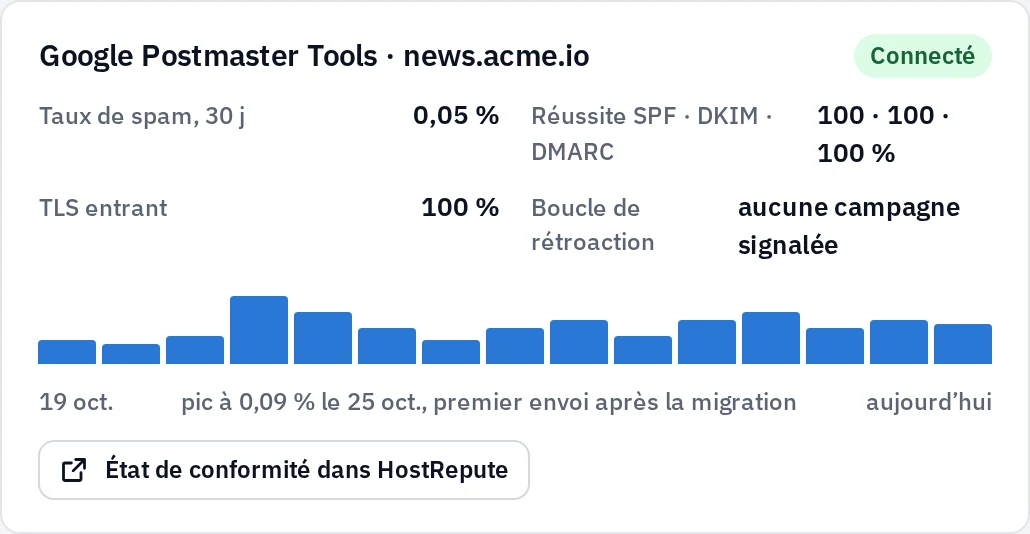 Google Postmaster Tools · news.acme.io
Connecté
Taux de spam, 30 j
0,05 %
Réussite SPF · DKIM ·
DMARC
100 · 100 ·
100 %
TLS entrant
100 %
Boucle de
rétroaction
aucune campagne
signalée
19 oct.
pic à 0,09 % le 25 oct., premier envoi après la migration
aujourd’hui
État de conformité dans HostRepute